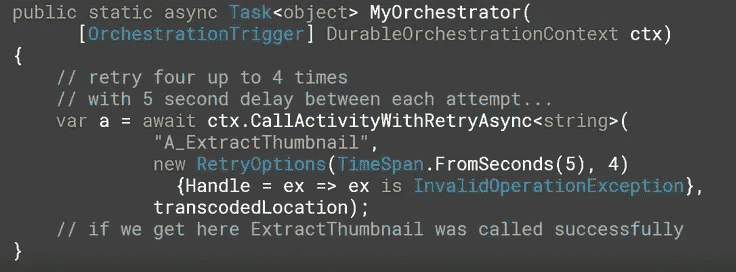 public static async Task<object> MyOrchestrator(
[OrchestrationTrigger] DurableOrchestrationContext ctx)
{
// retry four up to 4 times
// with 5 second delay between each attempt...
var a = await ctx.CallActivityWithRetryAsync<string>(
"A_ExtractThumbnail",
new RetryOptions(TimeSpan.FromSeconds(5), 4)
{Handle = ex => ex is InvalidOperationException},
transcodedLocation);
// if we get here ExtractThumbnail was called successfully
}